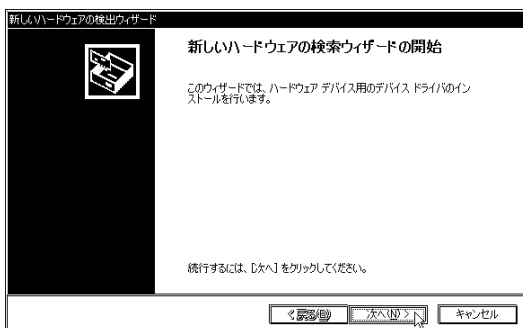 新しいハードウェアの検出ウィザード
新しいハードウェアの検索ウィザードの開始
このウィザードでは、ハードウェア デバイス用のデバイス ドライバのイン
ストールを行います。
続行するには、[次へ] をクリックしてください。
< 戻る(B)
次へ(N) >
キャンセル